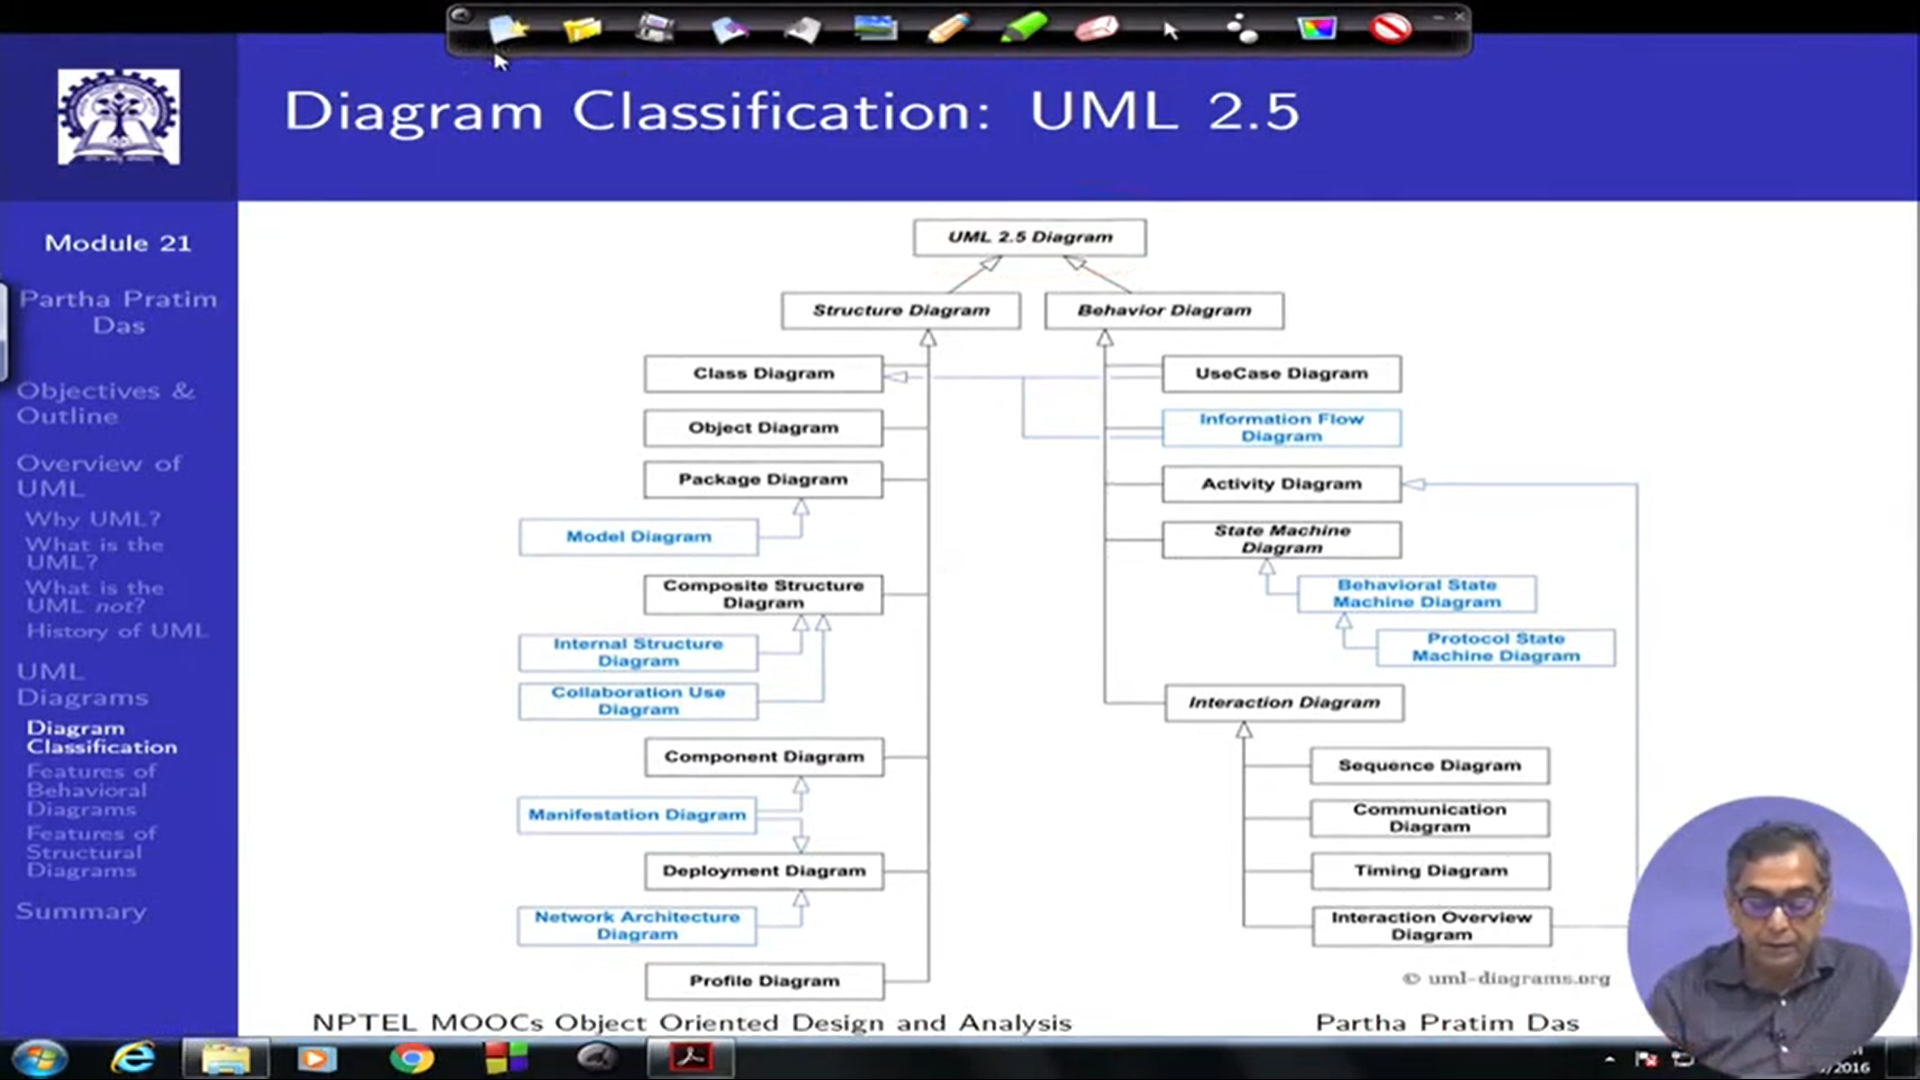 Diagram Classification: UML 2.5
Module 21
Partha Pratim
Das
Objectives &
Outline
Overview of
UML
Why UML?
What is the
UML?
What is the
UML not?
History of UML
UML
Diagrams
Diagram
Classification
Features of
Behavioral
Diagrams
Features of
Structural
Diagrams
Summary
UML 2.5 Diagram
Structure Diagram
Behavior Diagram
Class Diagram
Object Diagram
Package Diagram
Model Diagram
Composite Structure
Diagram
Internal Structure
Diagram
Collaboration Use
Diagram
Component Diagram
Manifestation Diagram
Deployment Diagram
Network Architecture
Diagram
Profile Diagram
UseCase Diagram
Information Flow
Diagram
Activity Diagram
State Machine
Diagram
Behavioral State
Machine Diagram
Protocol State
Machine Diagram
Interaction Diagram
Sequence Diagram
Communication
Diagram
Timing Diagram
Interaction Overview
Diagram
© uml-diagrams.org
NPTEL MOOCs Object Oriented Design and Analysis
Partha Pratim Das
/2016